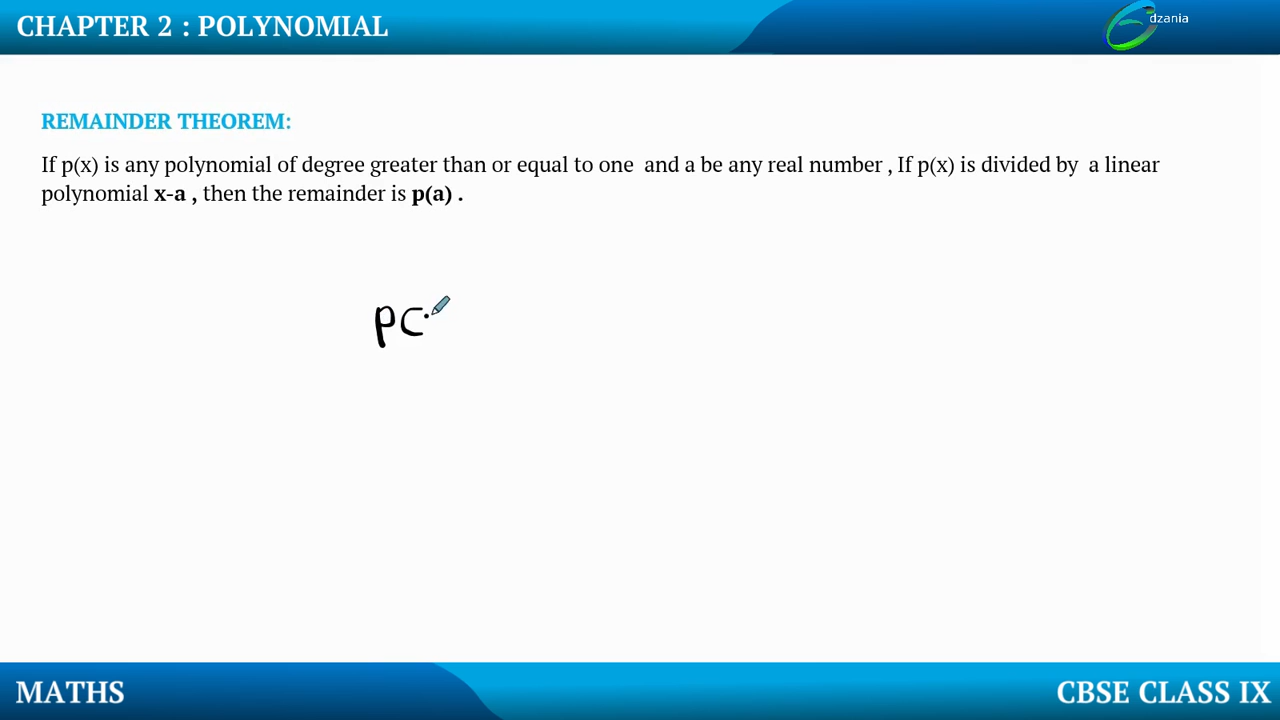 CHAPTER 2 : POLYNOMIAL
Edzania
REMAINDER THEOREM:
If p(x) is any polynomial of degree greater than or equal to one and a be any real number , If p(x) is divided by a linear
polynomial x-a , then the remainder is p(a) .
p(
MATHS
CBSE CLASS IX